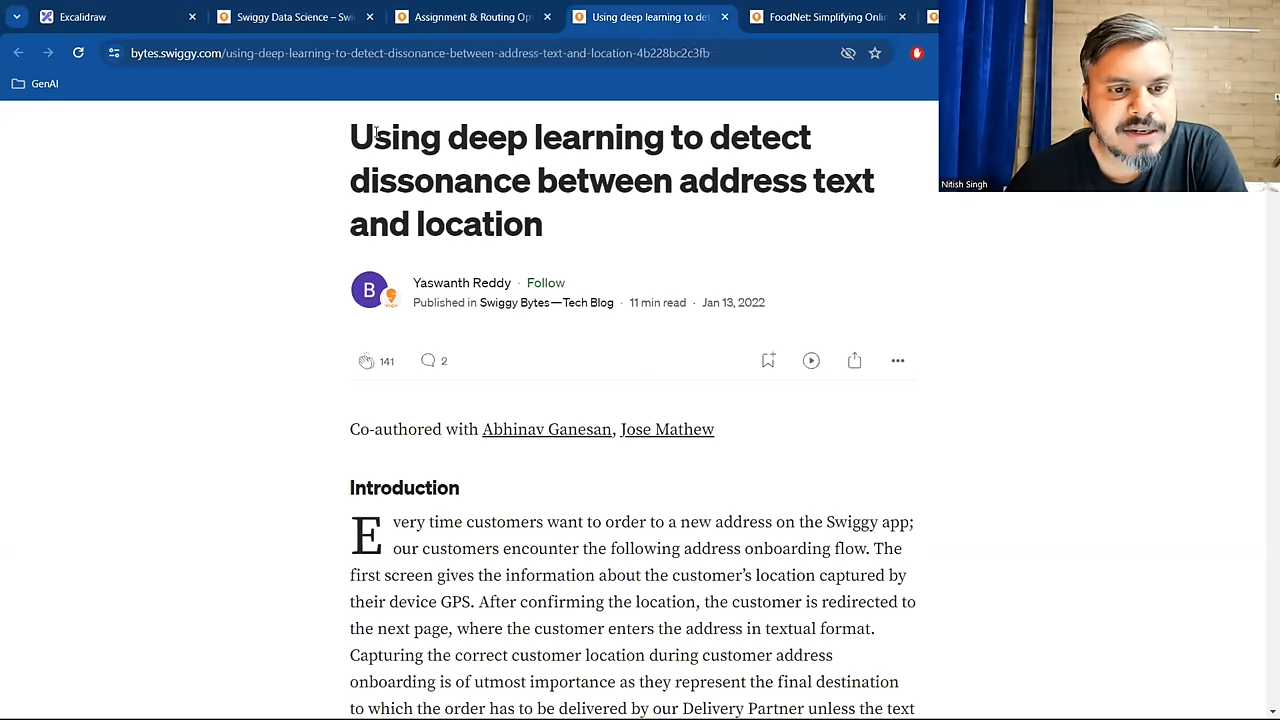 Excalidraw
Swiggy Data Science – Swi
Assignment & Routing Op
Using deep learning to det
FoodNet: Simplifying Onli
bytes.swiggy.com/using-deep-learning-to-detect-dissonance-between-address-text-and-location-4b228bc2c3fb
GenAI
Nitish Singh
Using deep learning to detect
dissonance between address text
and location
B
Yaswanth Reddy · Follow
Published in Swiggy Bytes—Tech Blog · 11 min read · Jan 13, 2022
141
2
Co-authored with Abhinav Ganesan, Jose Mathew
Introduction
Every time customers want to order to a new address on the Swiggy app;
our customers encounter the following address onboarding flow. The
first screen gives the information about the customer’s location captured by
their device GPS. After confirming the location, the customer is redirected to
the next page, where the customer enters the address in textual format.
Capturing the correct customer location during customer address
onboarding is of utmost importance as they represent the final destination
to which the order has to be delivered by our Delivery Partner unless the text